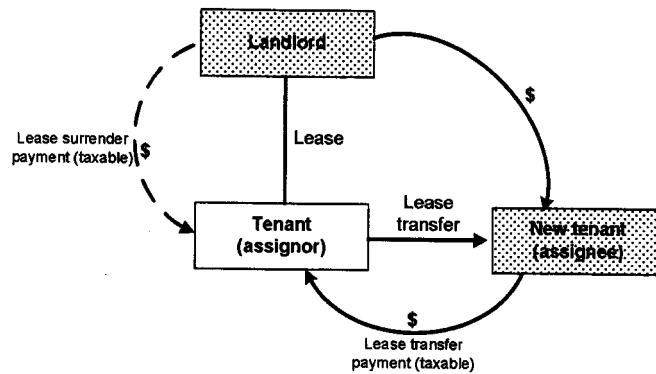 Landlord
$
Lease surrender
payment (taxable)
$
Lease
Tenant
(assignor)
Lease
transfer
New tenant
(assignee)
$
Lease transfer
payment (taxable)